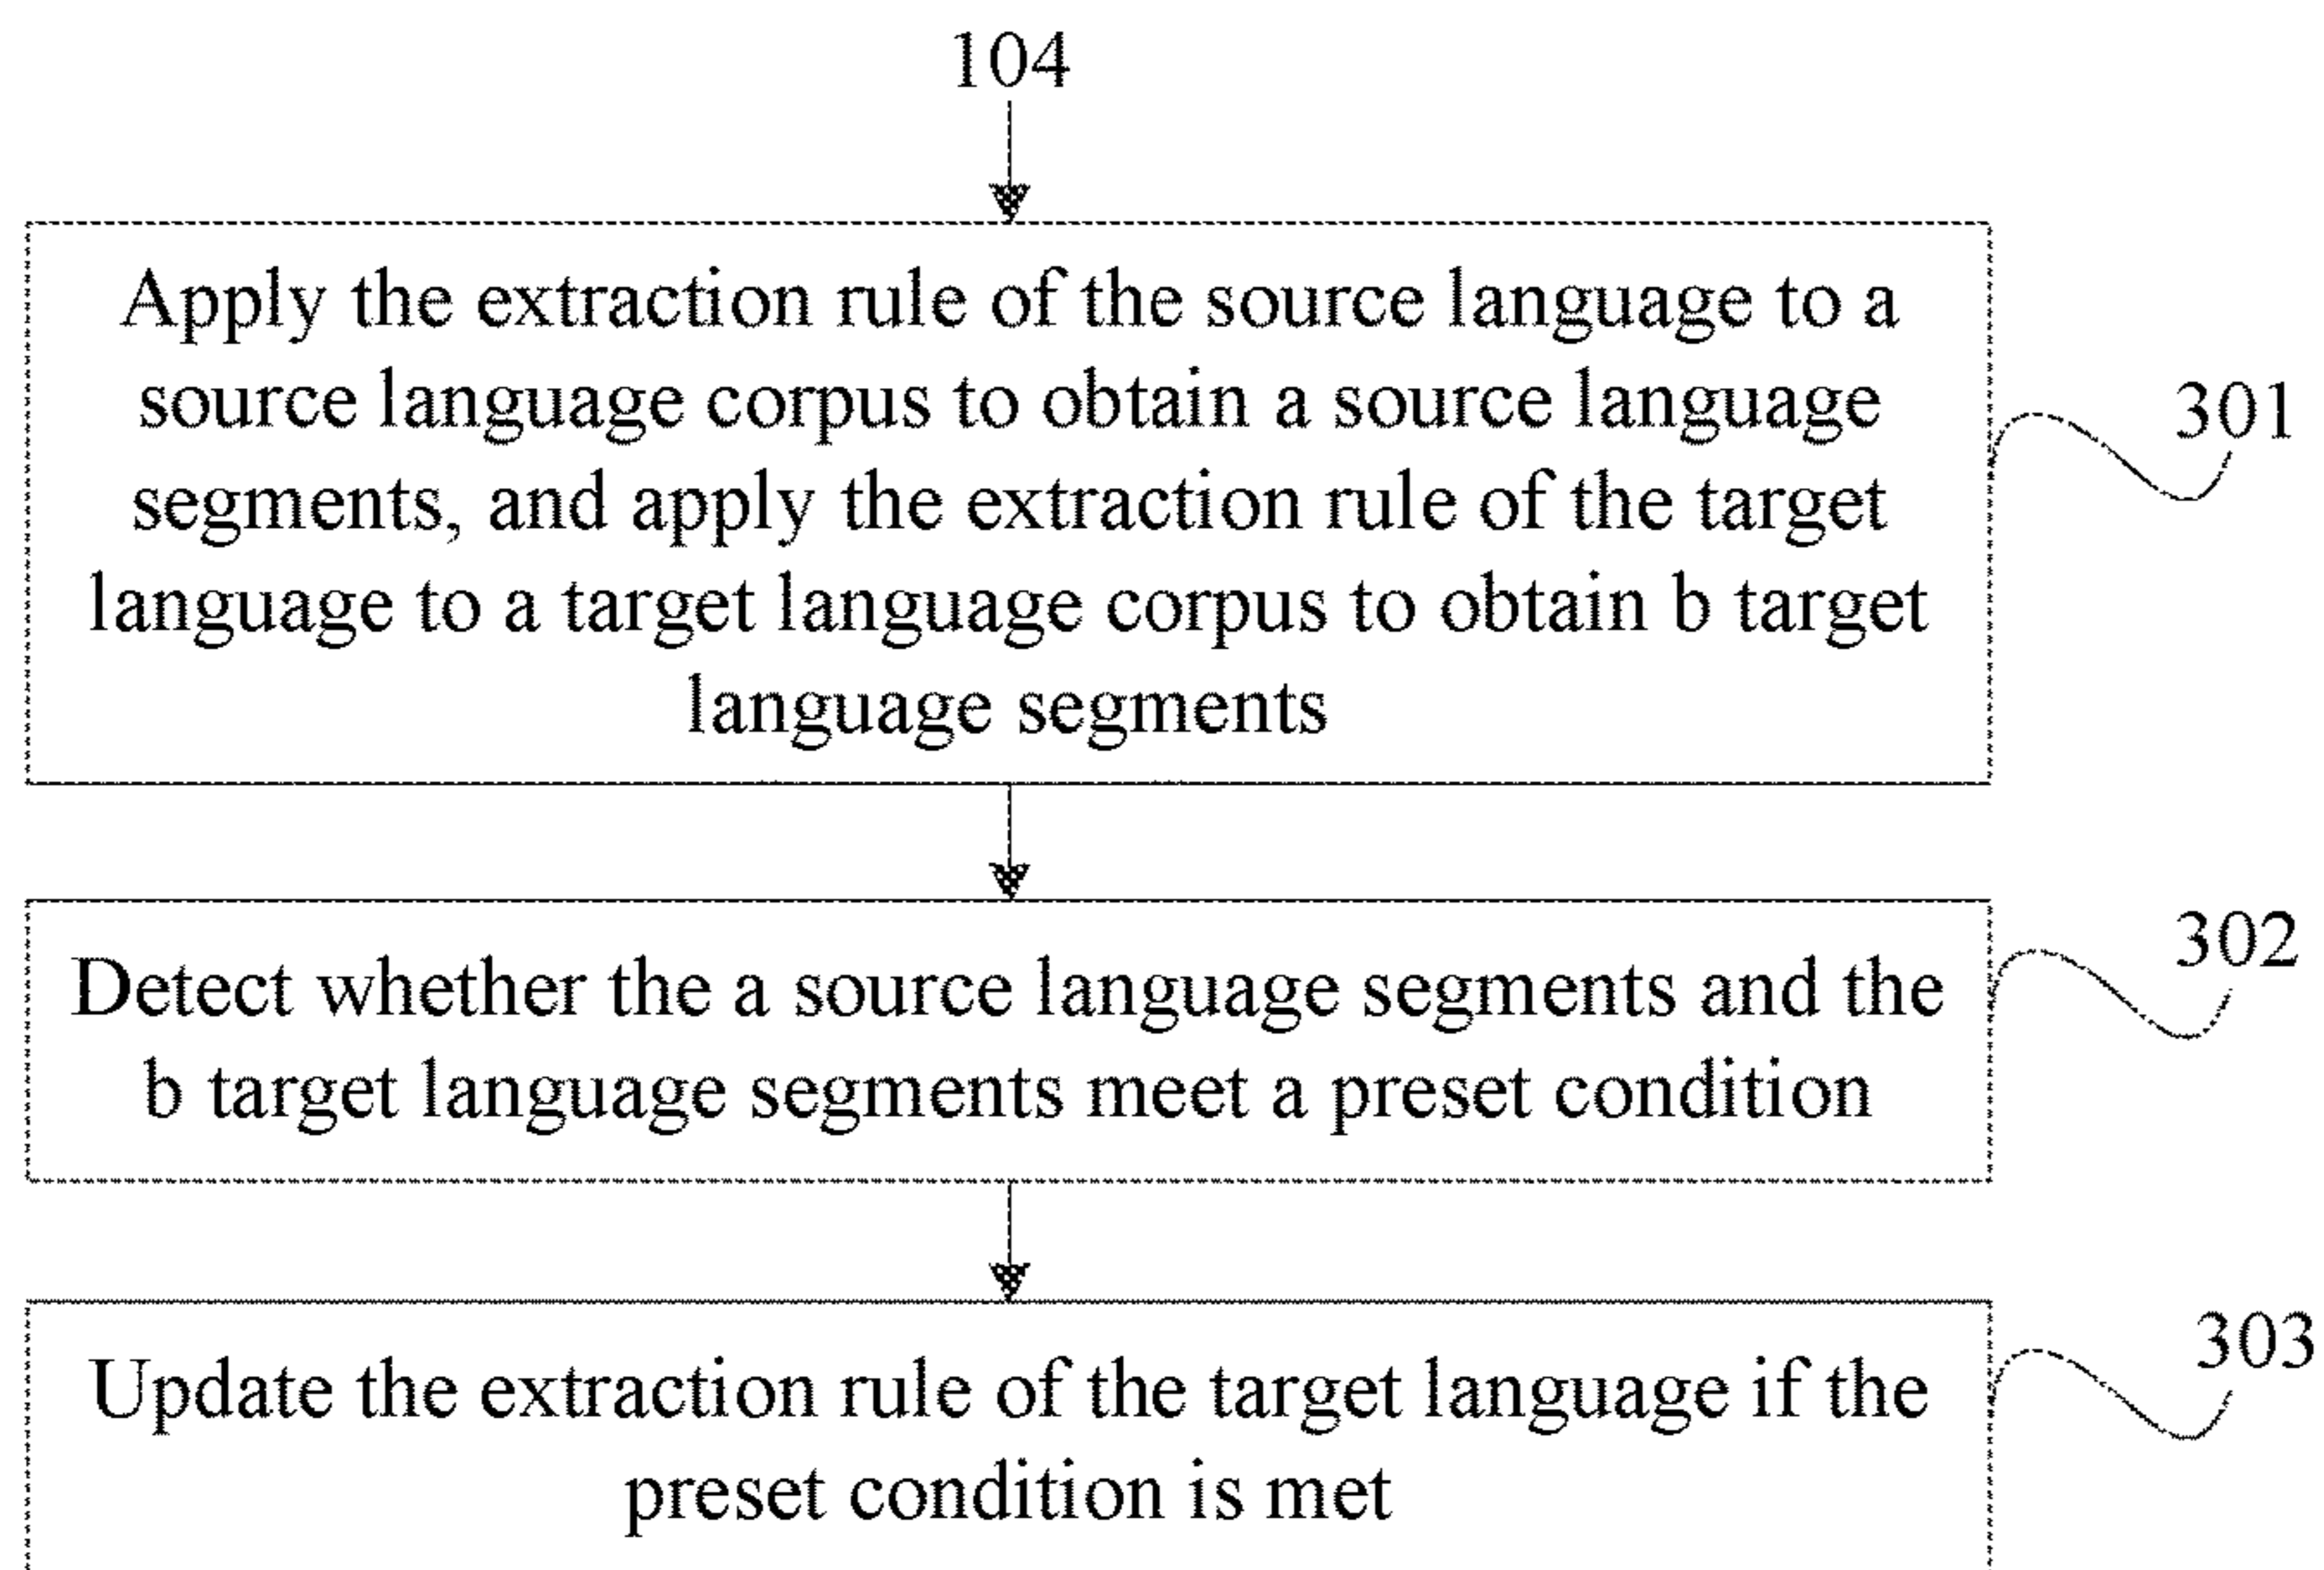 104
Apply the extraction rule of the source language to a
source language corpus to obtain a source language
segments, and apply the extraction rule of the target
language to a target language corpus to obtain b target
language segments
301
Detect whether the a source language segments and the
b target language segments meet a preset condition
302
Update the extraction rule of the target language if the
preset condition is met
303